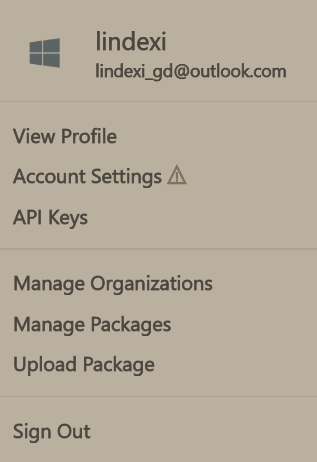 lindexi
lindexi_gd@outlook.com
View Profile
Account Settings
API Keys
Manage Organizations
Manage Packages
Upload Package
Sign Out